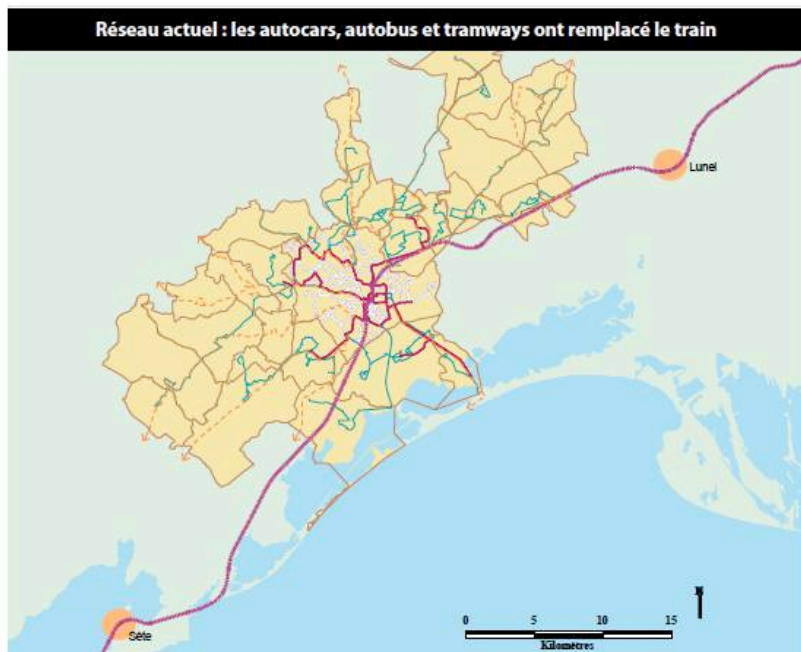 Réseau actuel : les autocars, autobus et tramways ont remplacé le train
Lunel
Sète
N
0 5 10 15
Kilomètres